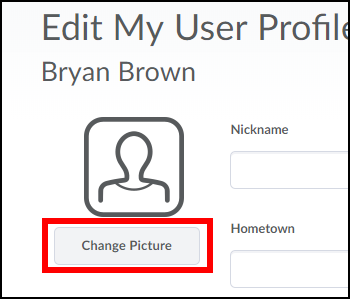 Edit My User Profile
Bryan Brown
Nickname
Change Picture
Hometown